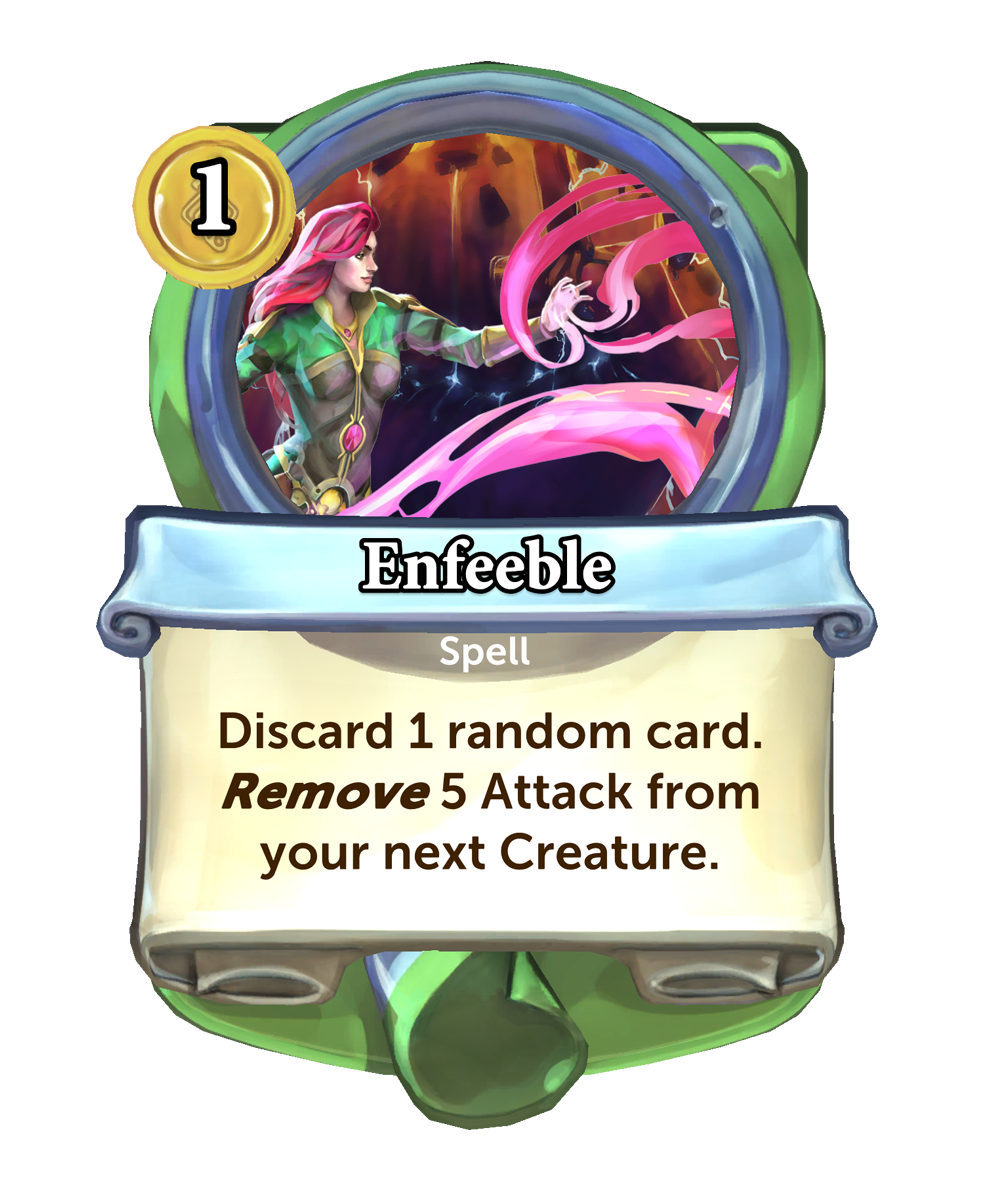 1
Enfeeble
Spell
Discard 1 random card.
Remove 5 Attack from
your next Creature.